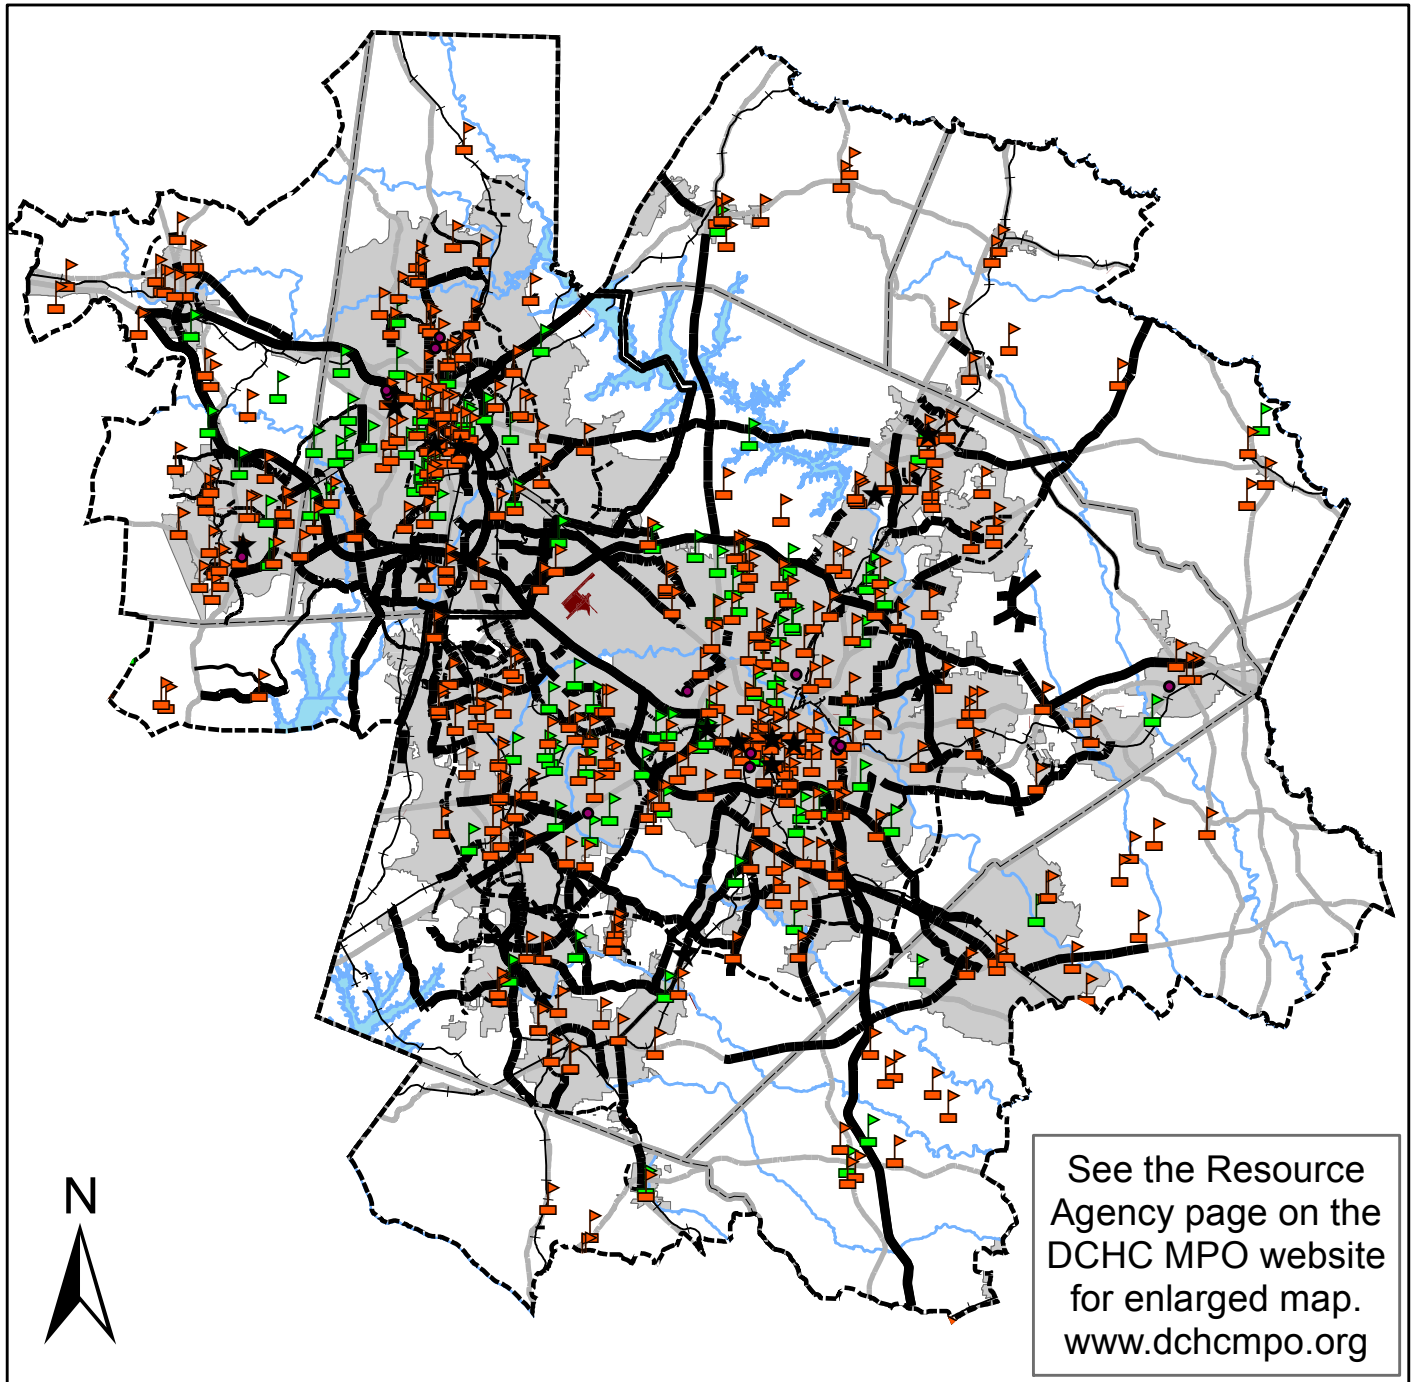 N
See the Resource
Agency page on the
DCHC MPO website
for enlarged map.
www.dchcmpo.org